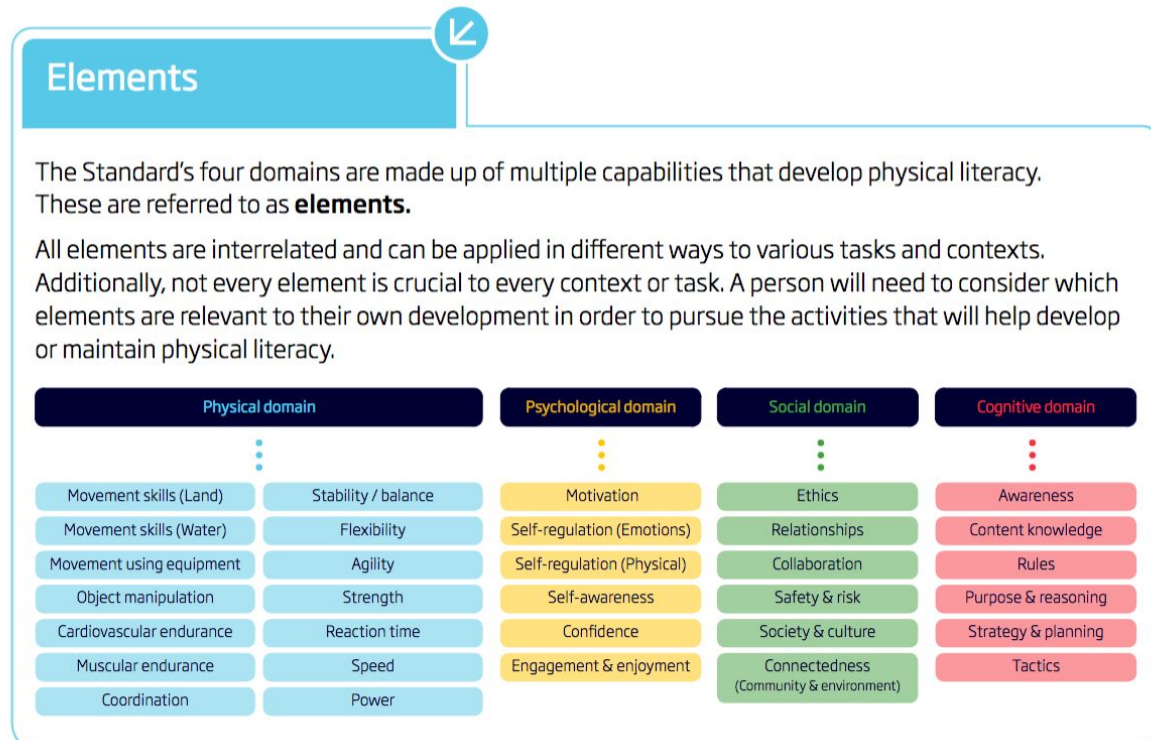 Elements
The Standard's four domains are made up of multiple capabilities that develop physical literacy.
These are referred to as elements.
All elements are interrelated and can be applied in different ways to various tasks and contexts.
Additionally, not every element is crucial to every context or task. A person will need to consider which
elements are relevant to their own development in order to pursue the activities that will help develop
or maintain physical literacy.
Physical domain
Movement skills (Land)
Movement skills (Water)
Movement using equipment
Object manipulation
Cardiovascular endurance
Muscular endurance
Coordination
Stability / balance
Flexibility
Agility
Strength
Reaction time
Speed
Power
Psychological domain
Motivation
Self-regulation (Emotions)
Self-regulation (Physical)
Self-awareness
Confidence
Engagement & enjoyment
Social domain
Ethics
Relationships
Collaboration
Safety & risk
Society & culture
Connectedness
(Community & environment)
Cognitive domain
Awareness
Content knowledge
Rules
Purpose & reasoning
Strategy & planning
Tactics